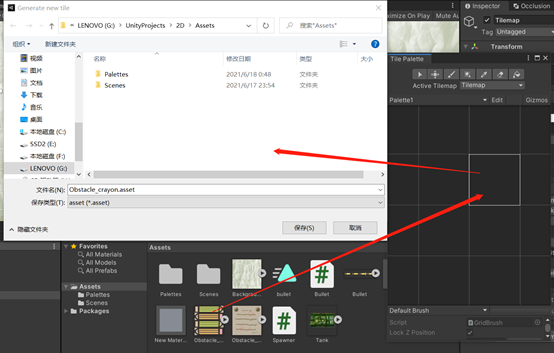 Generate new tile
« LENOVO (G:) › UnityProjects › 2D › Assets
搜索"Assets"
组织
新建文件夹
视频
图片
文档
下载
音乐
桌面
本地磁盘 (C:)
SSD2 (E:)
本地磁盘 (F:)
LENOVO (G:)
名称
修改日期
类型
大小
Palettes
2021/6/18 0:48
文件夹
Scenes
2021/6/17 23:54
文件夹
文件名(N):
Obstacle_crayon.asset
保存类型(T):
asset (*.asset)
隐藏文件夹
保存(S)
取消
Maximize On Play
Mute Au
Inspector
Occlusion
Tilemap
Tag
Untagged
Transform
Tile Palette
Active Tilemap
Tilemap
Palette1
Edit
Gizmos
Default Brush
Script
GridBrush
Lock Z Position
Favorites
All Materials
All Models
All Prefabs
Assets
Palettes
Scenes
Packages
Assets
Palettes
Scenes
Backgrou...
bullet
Bullet
Bullet
New Mater...
Obstacle_...
Obstacle_...
Spawner
Tank